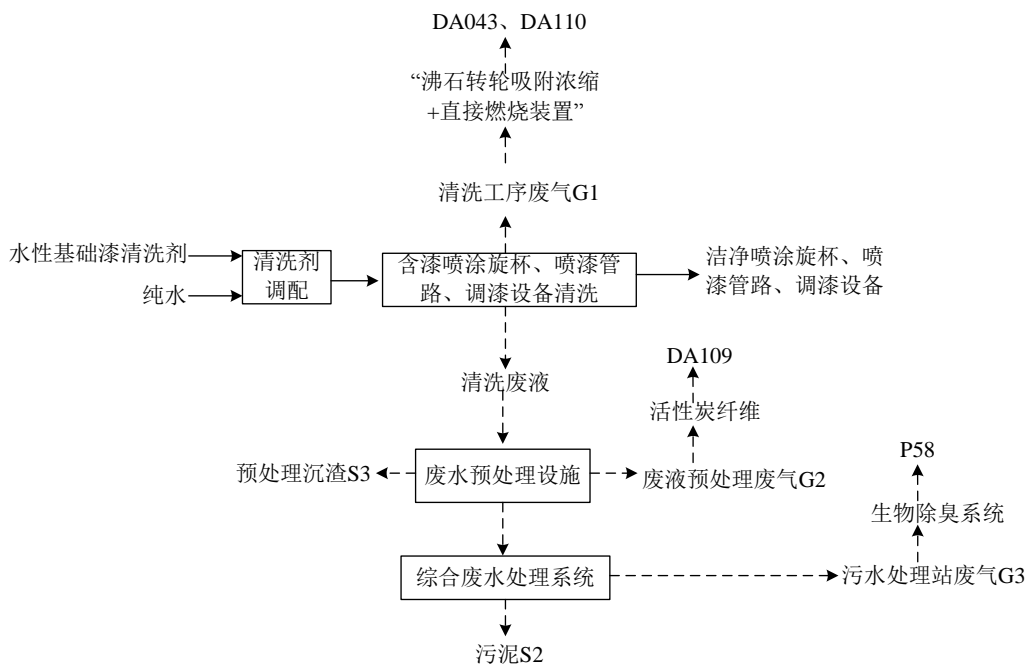 DA043、DA110
“沸石转轮吸附浓缩
+直接燃烧装置”
清洗工序废气G1
水性基础漆清洗剂
纯水
清洗剂
调配
含漆喷涂旋杯、喷漆管
路、调漆设备清洗
洁净喷涂旋杯、喷
漆管路、调漆设备
清洗废液
DA109
活性炭纤维
预处理沉渣S3
废水预处理设施
废液预处理废气G2
P58
生物除臭系统
综合废水处理系统
污水处理站废气G3
污泥S2